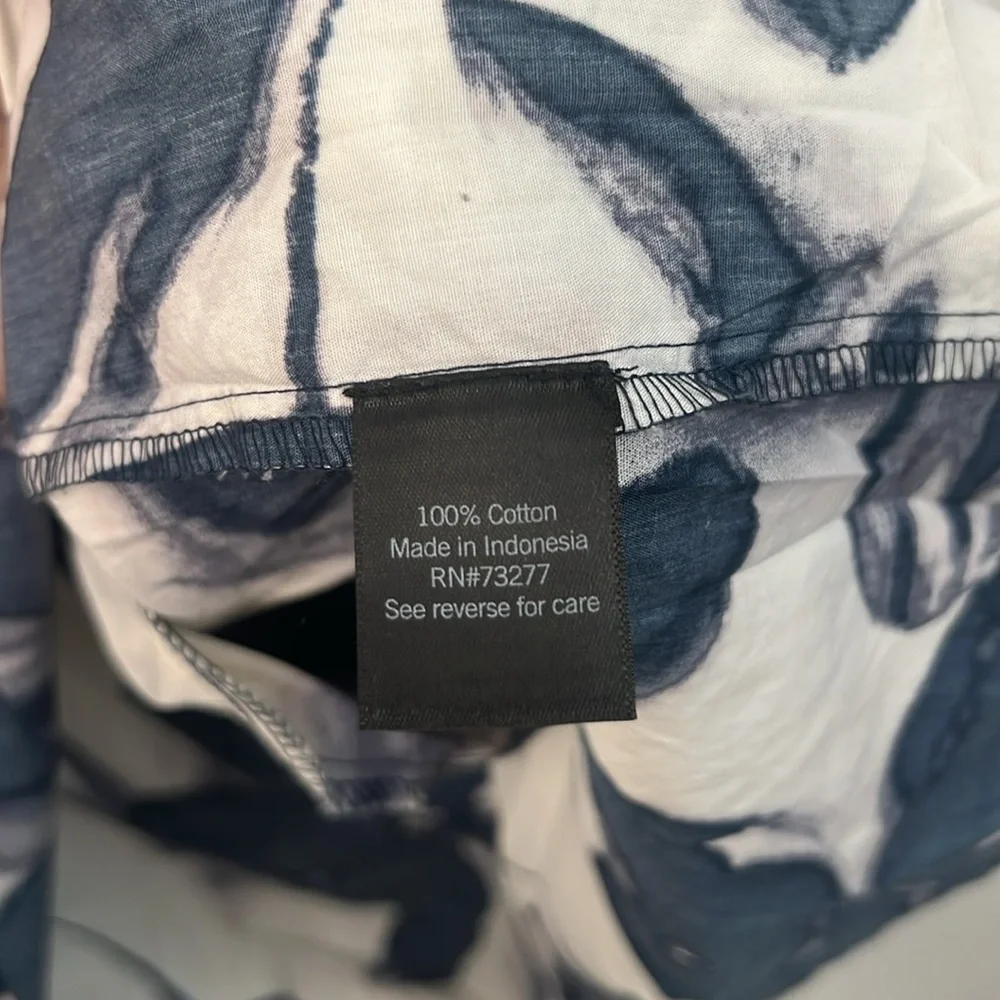 100% Cotton
Made in Indonesia
RN#73277
See reverse for care